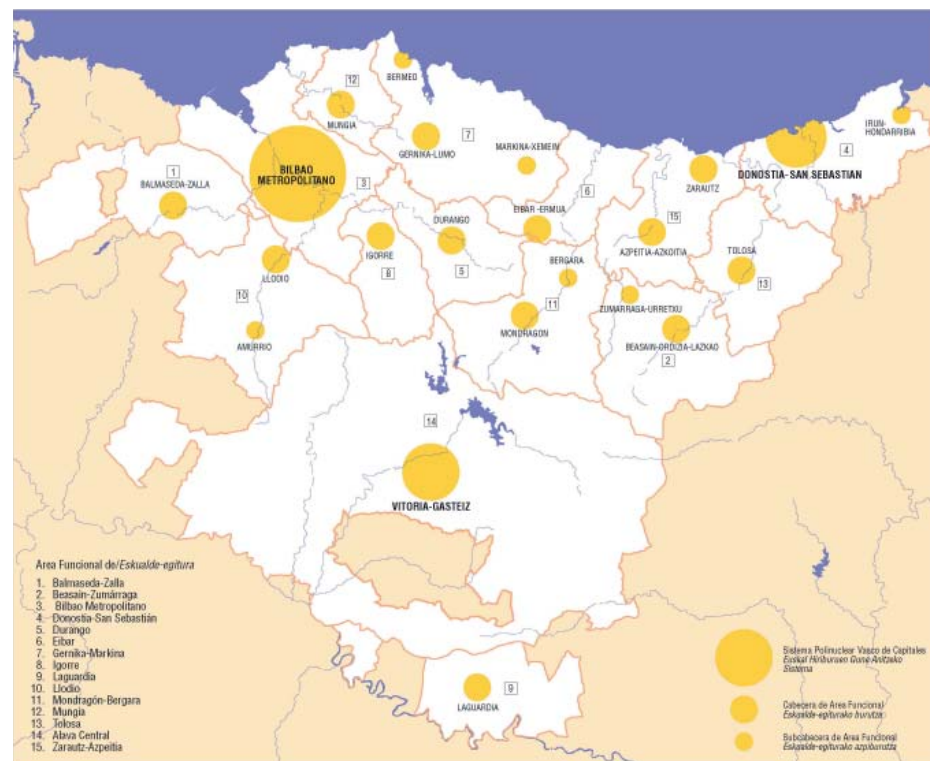 12
BERMEO
MUNGIA
7
GERNIKA-LUMO
MARKINA-XEMEIN
IRUN-
HONDARRIBIA
4
DONOSTIA-SAN SEBASTIAN
ZARAUTZ
1
BALMASEDA-ZALLA
BILBAO
METROPOLITANO
3
6
15
AZPEITIA-AZKOITIA
EIBAR -ERMUA
DURANGO
5
IGORRE
8
LLODIO
10
AMURRIO
BERGARA
11
MONDRAGON
TOLOSA
13
ZUMARRAGA-URRETXU
BEASAIN-ORDIZIA-LAZKAO
2
14
VITORIA-GASTEIZ
LAGUARDIA
9
Area Funcional de/Eskualde-egitura
1. Balmaseda-Zalla
2. Beasain-Zumárraga
3. Bilbao Metropolitano
4. Donostia-San Sebastián
5. Durango
6. Eibar
7. Gernika-Markina
8. Igorre
9. Laguardia
10. Llodio
11. Mondragón-Bergara
12. Mungia
13. Tolosa
14. Alava Central
15. Zarautz-Azpeitia
Sistema Polinuclear Vasco de Capitales
Euskal Hiriburuen Gune Anitzeko
Sistema
Cabecera de Area Funcional
Eskualde-egiturako burutza
Subcabecera de Area Funcional
Eskualde-egiturako azpiburutza